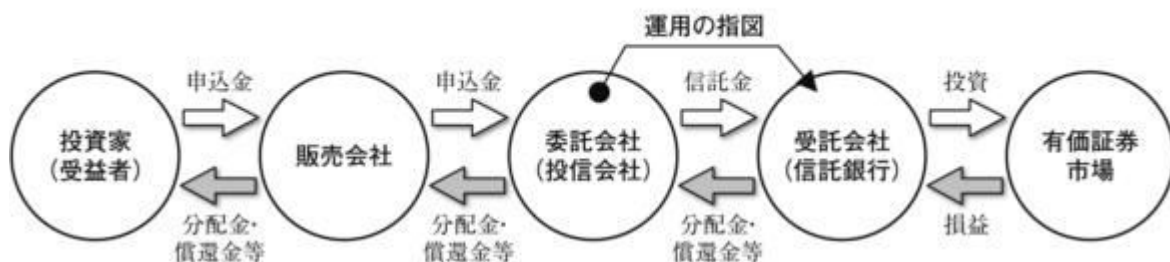 運用の指図
申込金
申込金
信託金
投資
投資家
（受益者）
販売会社
委託会社
（投信会社）
受託会社
（信託銀行）
有価証券
市場
分配金・
償還金等
分配金・
償還金等
分配金・
償還金等
損益